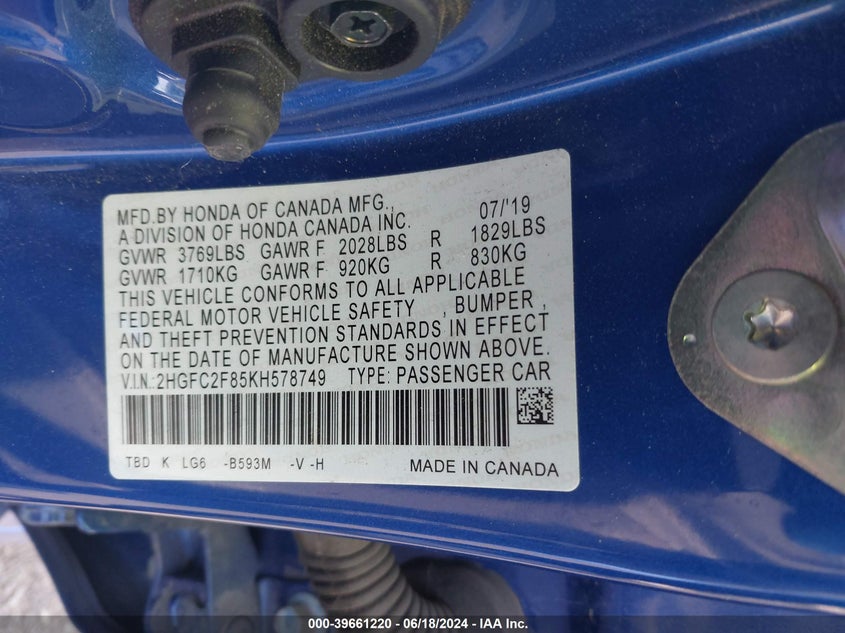 MFD.BY HONDA OF CANADA MFG., 07/'19
A DIVISION OF HONDA CANADA INC.
GVWR 3769LBS GAWR F 2028LBS R 1829LBS
GVWR 1710KG GAWR F 920KG R 830KG
THIS VEHICLE CONFORMS TO ALL APPLICABLE
FEDERAL MOTOR VEHICLE SAFETY , BUMPER ,
AND THEFT PREVENTION STANDARDS IN EFFECT
ON THE DATE OF MANUFACTURE SHOWN ABOVE.
V.I.N.:2HGFC2F85KH578749 TYPE: PASSENGER CAR
TBD K LG6 -B593M -V -H MADE IN CANADA
000-39661220 - 06/18/2024 - IAA Inc.